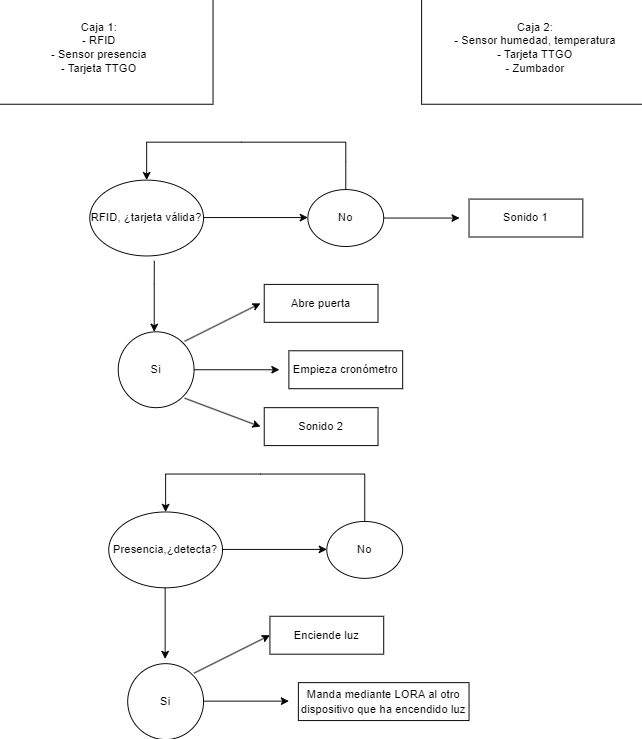 Caja 1:
- RFID
- Sensor presencia
- Tarjeta TTGO
Caja 2:
- Sensor humedad, temperatura
- Tarjeta TTGO
- Zumbador
RFID, ¿tarjeta válida?
No
Sonido 1
Abre puerta
Si
Empieza cronómetro
Sonido 2
Presencia,¿detecta?
No
Enciende luz
Si
Manda mediante LORA al otro
dispositivo que ha encendido luz